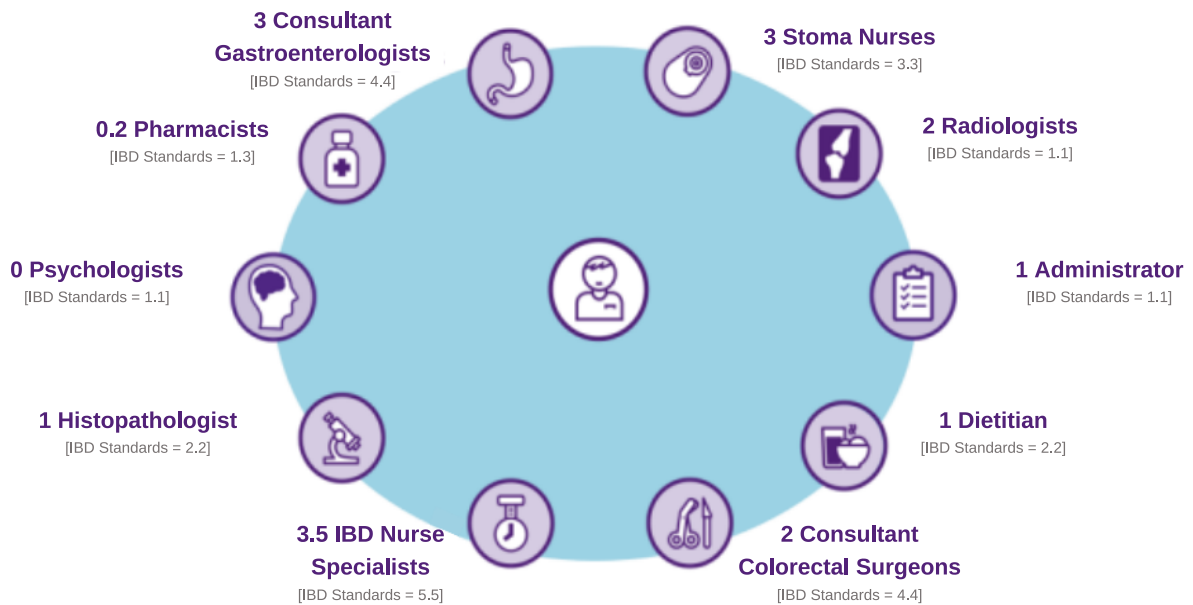 3 Consultant
Gastroenterologists
[IBD Standards = 4.4]
3 Stoma Nurses
[IBD Standards = 3.3]
0.2 Pharmacists
[IBD Standards = 1.3]
2 Radiologists
[IBD Standards = 1.1]
0 Psychologists
[IBD Standards = 1.1]
1 Administrator
[IBD Standards = 1.1]
1 Histopathologist
[IBD Standards = 2.2]
1 Dietitian
[IBD Standards = 2.2]
3.5 IBD Nurse
Specialists
[IBD Standards = 5.5]
2 Consultant
Colorectal Surgeons
[IBD Standards = 4.4]